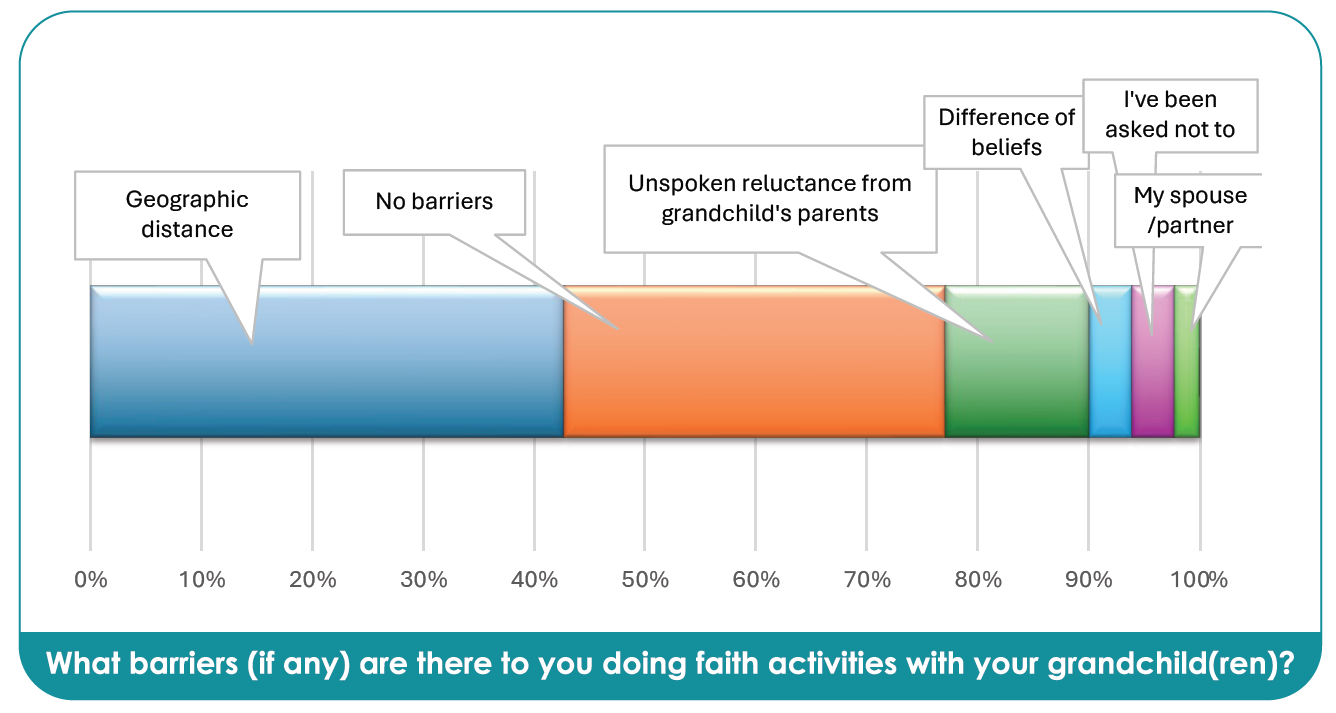 Geographic
distance
No barriers
Unspoken reluctance from
grandchild's parents
Difference of
beliefs
I've been
asked not to
My spouse
/partner
0%
10%
20%
30%
40%
50%
60%
70%
80%
90%
100%
What barriers (if any) are there to you doing faith activities with your grandchild(ren)?